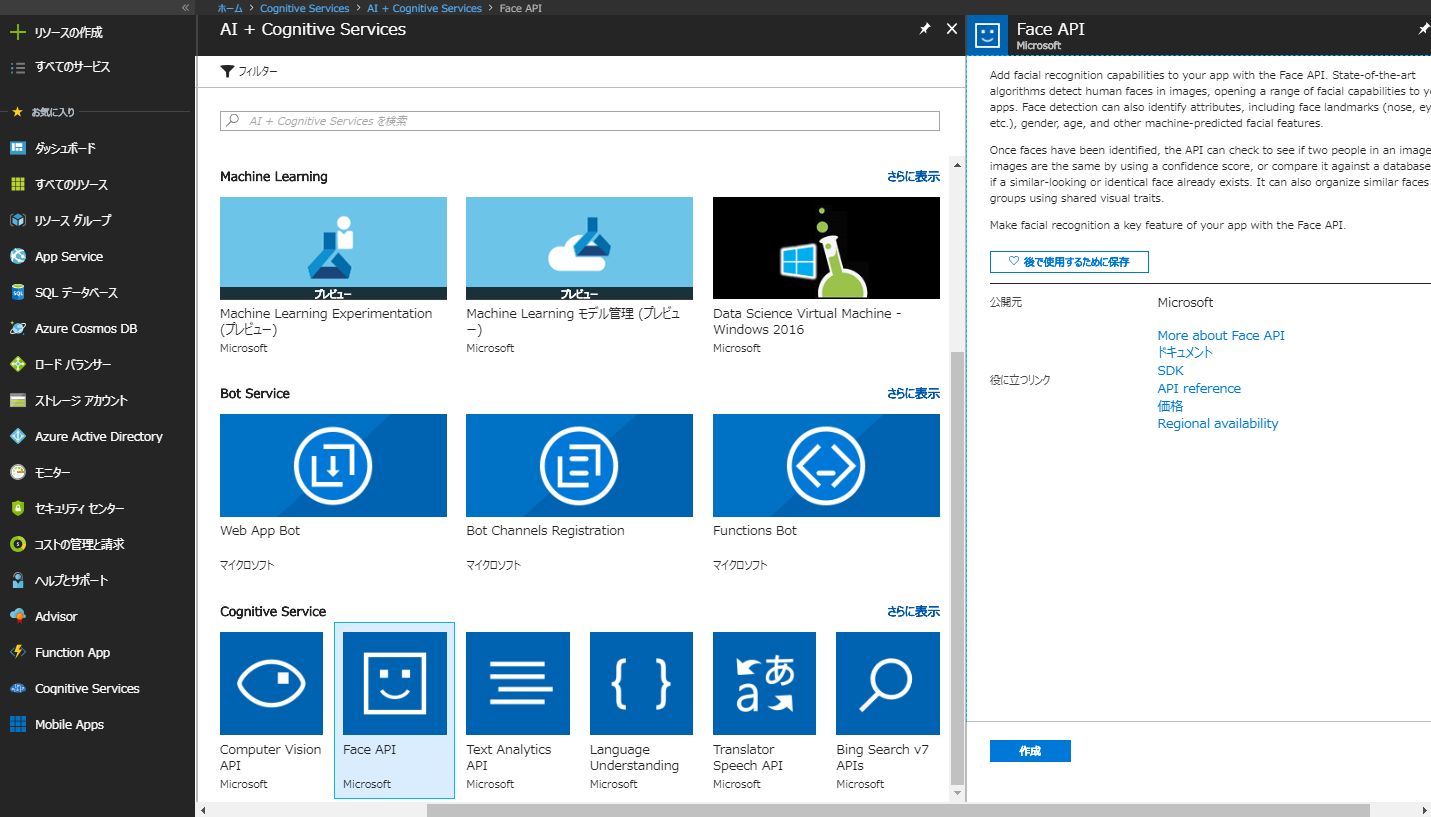 リソースの作成
すべてのサービス
お気に入り
ダッシュボード
すべてのリソース
リソース グループ
App Service
SQL データベース
Azure Cosmos DB
ロード バランサー
ストレージ アカウント
Azure Active Directory
モニター
セキュリティ センター
コストの管理と請求
ヘルプとサポート
Advisor
Function App
Cognitive Services
Mobile Apps
ホーム > Cognitive Services > AI + Cognitive Services > Face API
AI + Cognitive Services
フィルター
AI + Cognitive Services を検索
Machine Learning
さらに表示
プレビュー
Machine Learning Experimentation
(プレビュー)
Microsoft
プレビュー
Machine Learning モデル管理 (プレビュ
ー)
Microsoft
Data Science Virtual Machine -
Windows 2016
Microsoft
Bot Service
さらに表示
Web App Bot
マイクロソフト
Bot Channels Registration
マイクロソフト
Functions Bot
マイクロソフト
Cognitive Service
さらに表示
Computer Vision
API
Microsoft
Face API
Microsoft
Text Analytics
API
Microsoft
{ }
Language
Understanding
Microsoft
a あ
Translator
Speech API
Microsoft
Bing Search v7
APIs
Microsoft
Face API
Microsoft
Add facial recognition capabilities to your app with the Face API. State-of-the-art
algorithms detect human faces in images, opening a range of facial capabilities to
apps. Face detection can also identify attributes, including face landmarks (nose,
etc.), gender, age, and other machine-predicted facial features.
Once faces have been identified, the API can check to see if two people in an image
images are the same by using a confidence score, or compare it against a database
if a similar-looking or identical face already exists. It can also organize similar faces
groups using shared visual traits.
Make facial recognition a key feature of your app with the Face API.
♡ 後で使用するために保存
公開元
Microsoft
役に立つリンク
More about Face API
ドキュメント
SDK
API reference
価格
Regional availability
作成